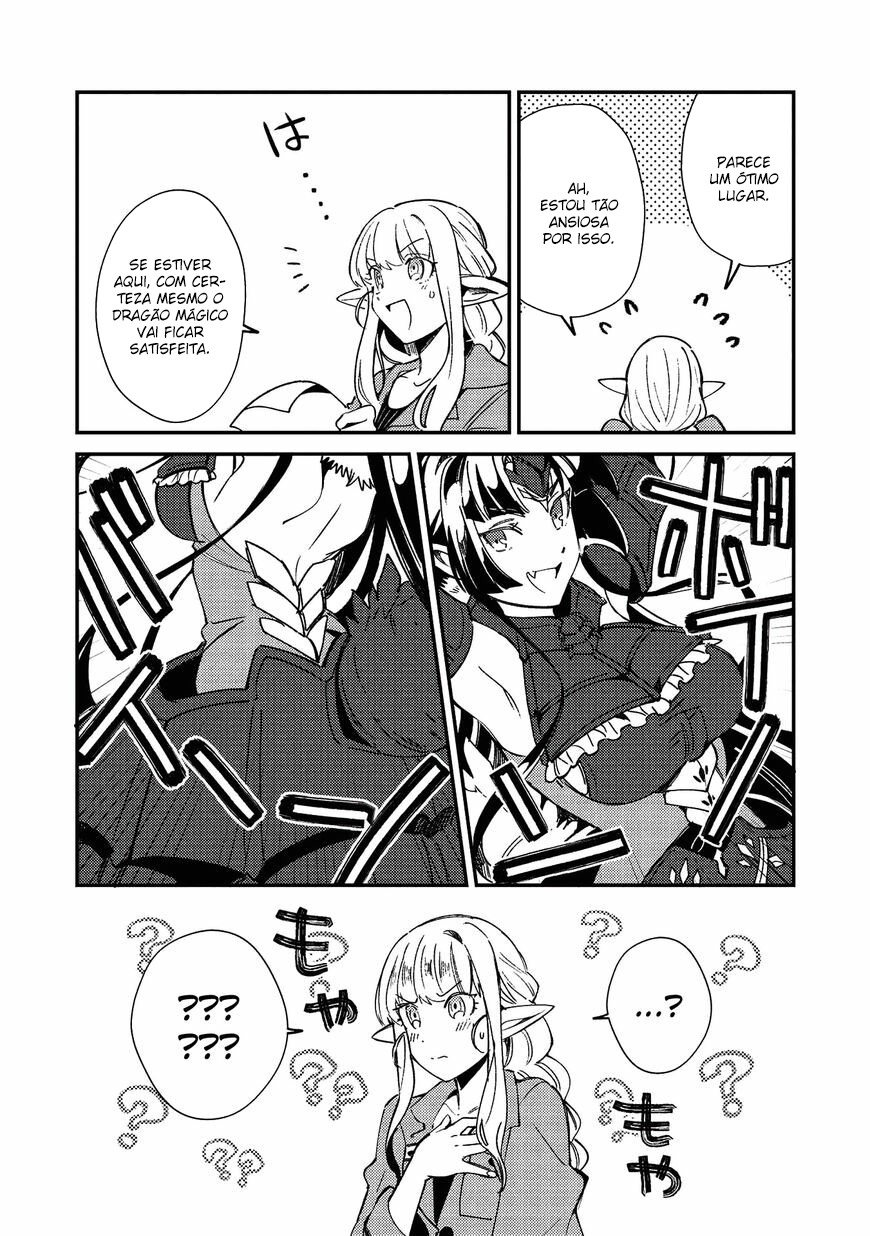 PARECE
UM ÓTIMO
LUGAR.
AH,
ESTOU TÃO
ANSIOSA
POR ISSO.
は…
SE ESTIVER
AQUI, COM CER-
TEZA MESMO O
DRAGÃO MÁGICO
VAI FICAR
SATISFEITA.
ボイン
バイーン
...?
もや
もや
???
???